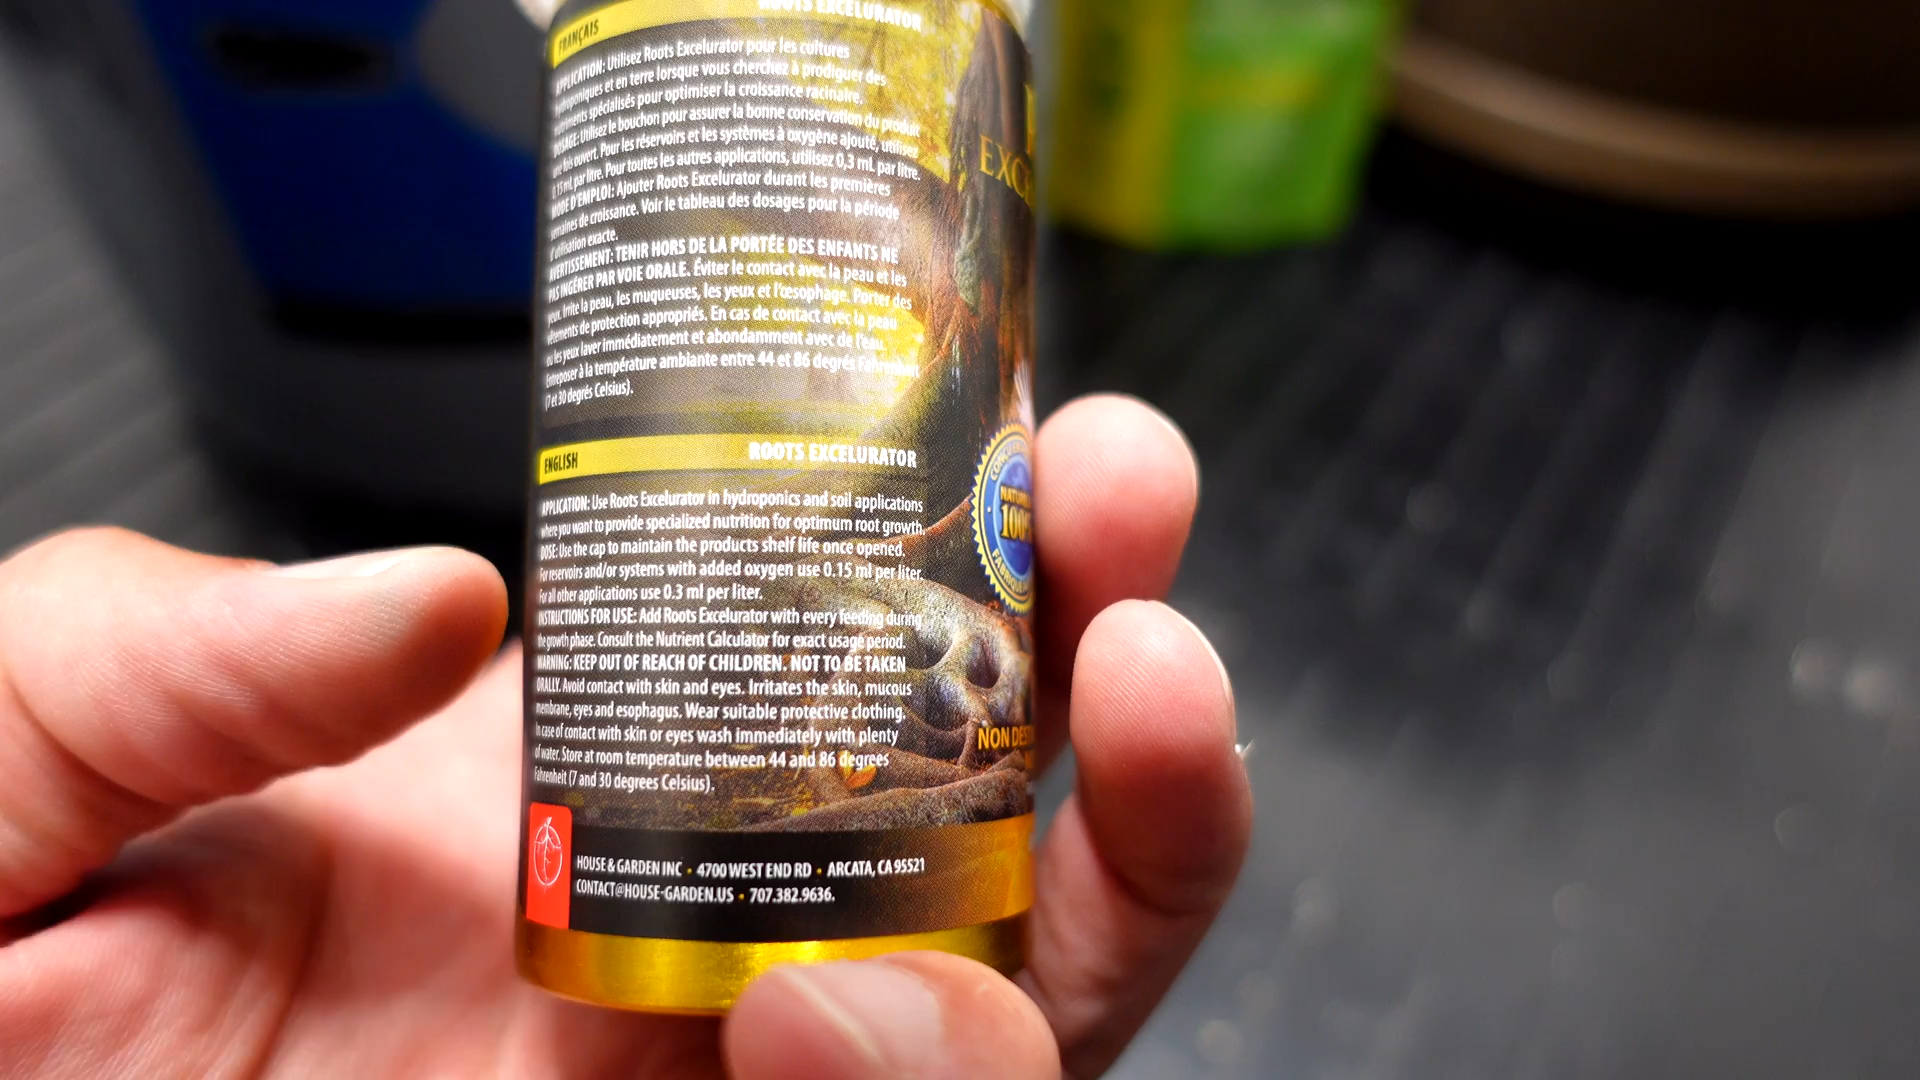 FRANÇAIS
ROOTS EXCELURATOR
APPLICATION: Utilisez Roots Excelurator pour les cultures
hydroponiques et en terre lorsque vous cherchez à prodiguer des
spécialisés pour optimiser la croissance racinaire.
DOSAGE: Utilisez le bouchon pour assurer la bonne conservation du produit
une fois ouvert. Pour les réservoirs et les systèmes à oxygène ajouté, utilisez
0,15 mL par litre. Pour toutes les autres applications, utilisez 0,3 mL par litre.
MODE D'EMPLOI: Ajouter Roots Excelurator durant les premières
semaines de croissance. Voir le tableau des dosages pour la période
d'utilisation exacte.
AVERTISSEMENT: TENIR HORS DE LA PORTÉE DES ENFANTS NE
PAS INGÉRER PAR VOIE ORALE. Éviter le contact avec la peau et les
yeux. Irrite la peau, les muqueuses, les yeux et l'œsophage. Porter des
vêtements de protection appropriés. En cas de contact avec la peau
ou les yeux laver immédiatement et abondamment avec de l'eau.
Entreposer à la température ambiante entre 44 et 86 degrés Fahrenheit
(7 et 30 degrés Celsius).
ENGLISH
ROOTS EXCELURATOR
APPLICATION: Use Roots Excelurator in hydroponics and soil applications
where you want to provide specialized nutrition for optimum root growth.
DOSE: Use the cap to maintain the products shelf life once opened.
For reservoirs and/or systems with added oxygen use 0.15 ml per liter.
For all other applications use 0.3 ml per liter.
INSTRUCTIONS FOR USE: Add Roots Excelurator with every feeding during
the growth phase. Consult the Nutrient Calculator for exact usage period.
WARNING: KEEP OUT OF REACH OF CHILDREN. NOT TO BE TAKEN
ORALLY. Avoid contact with skin and eyes. Irritates the skin, mucous
membrane, eyes and esophagus. Wear suitable protective clothing.
In case of contact with skin or eyes wash immediately with plenty
of water. Store at room temperature between 44 and 86 degrees
Fahrenheit (7 and 30 degrees Celsius).
HOUSE & GARDEN INC • 4700 WEST END RD • ARCATA, CA 95521
CONTACT@HOUSE-GARDEN.US • 707.382.9636.
100%
NON